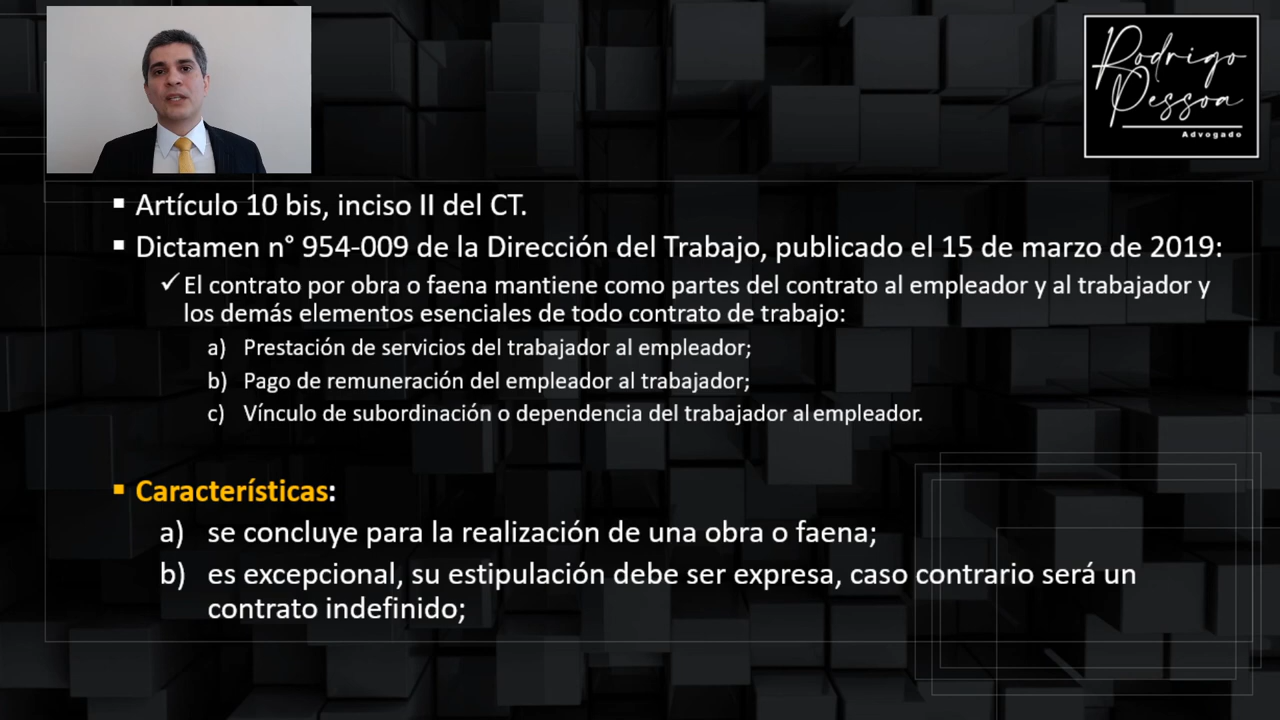 Rodrigo
Pessoa
Advogado
Artículo 10 bis, inciso II del CT.
Dictamen n° 954-009 de la Dirección del Trabajo, publicado el 15 de marzo de 2019:
El contrato por obra o faena mantiene como partes del contrato al empleador y al trabajador y
los demás elementos esenciales de todo contrato de trabajo:
a) Prestación de servicios del trabajador al empleador;
b) Pago de remuneración del empleador al trabajador;
c) Vínculo de subordinación o dependencia del trabajador al empleador.
Características:
a) se concluye para la realización de una obra o faena;
b) es excepcional, su estipulación debe ser expresa, caso contrario será un
contrato indefinido;